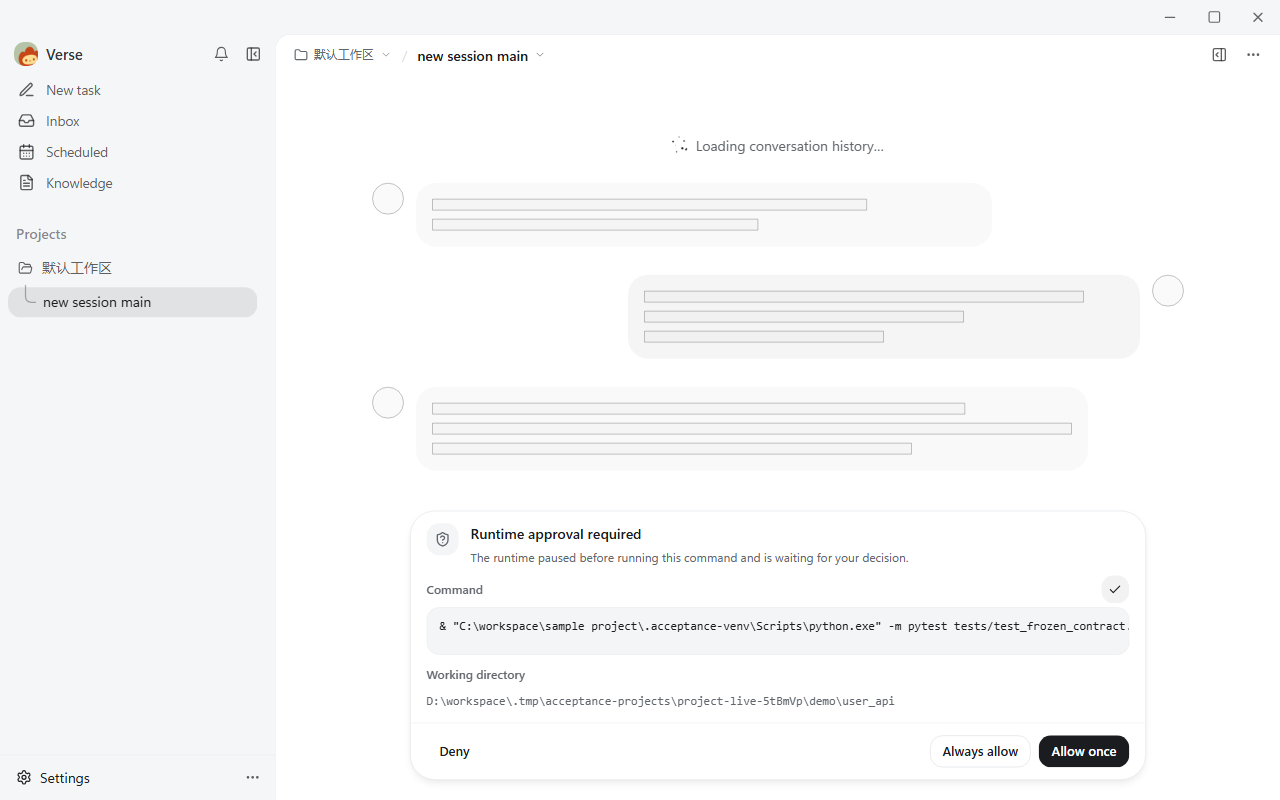 Verse
New task
Inbox
Scheduled
Knowledge
Projects
默认工作区
new session main
Settings
默认工作区 / new session main
Loading conversation history...
Runtime approval required
The runtime paused before running this command and is waiting for your decision.
Command
& "C:\workspace\sample project\.acceptance-venv\Scripts\python.exe" -m pytest tests/test_frozen_contract.
Working directory
D:\workspace\.tmp\acceptance-projects\project-live-5tBmVp\demo\user_api
Deny
Always allow
Allow once